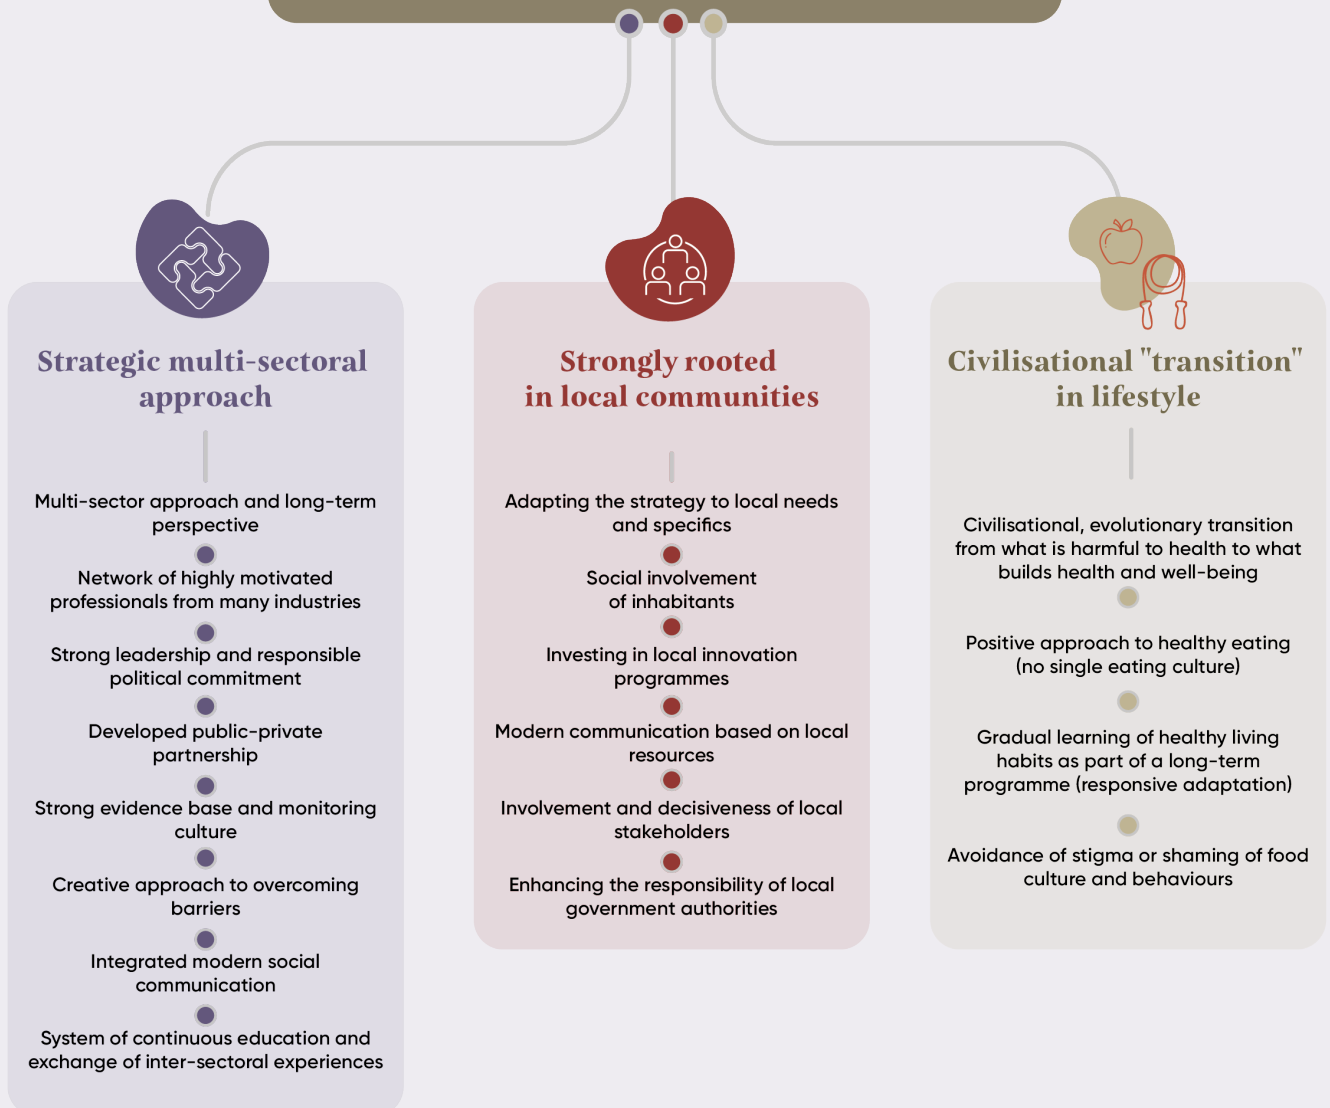 Strategic multi-sectoral
approach
Multi-sector approach and long-term
perspective
Network of highly motivated
professionals from many industries
Strong leadership and responsible
political commitment
Developed public-private
partnership
Strong evidence base and monitoring
culture
Creative approach to overcoming
barriers
Integrated modern social
communication
System of continuous education and
exchange of inter-sectoral experiences
Strongly rooted
in local communities
Adapting the strategy to local needs
and specifics
Social involvement
of inhabitants
Investing in local innovation
programmes
Modern communication based on local
resources
Involvement and decisiveness of local
stakeholders
Enhancing the responsibility of local
government authorities
Civilisational "transition"
in lifestyle
Civilisational, evolutionary transition
from what is harmful to health to what
builds health and well-being
Positive approach to healthy eating
(no single eating culture)
Gradual learning of healthy living
habits as part of a long-term
programme (responsive adaptation)
Avoidance of stigma or shaming of food
culture and behaviours